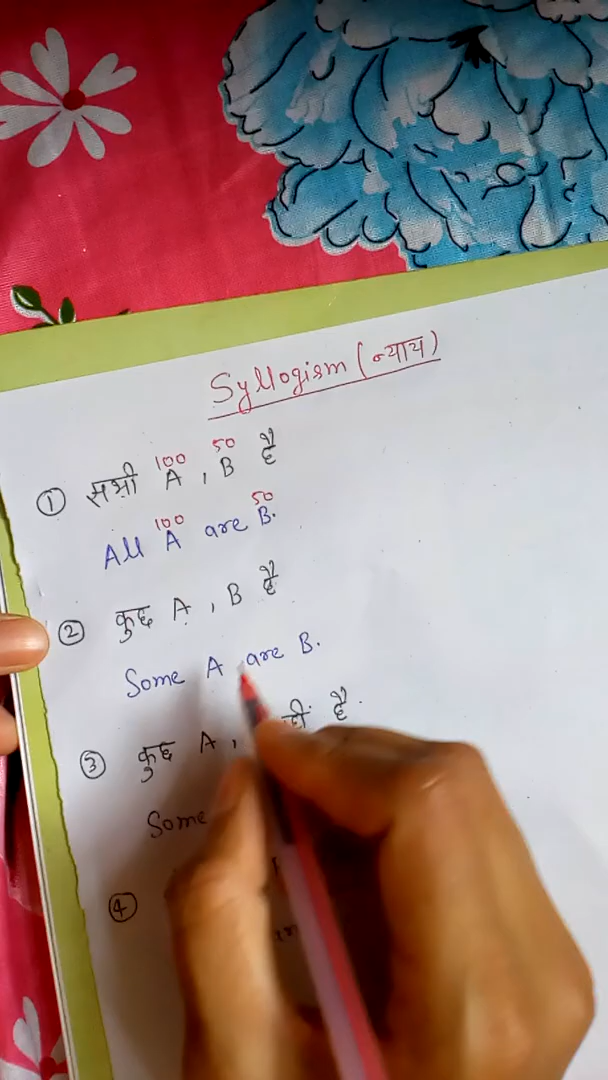 Syllogism (न्याय)
100 50
① सभी A , B है
100 50
All A are B.
② कुछ A , B है
Some A are B.
③ कुछ A , है.
Some
④